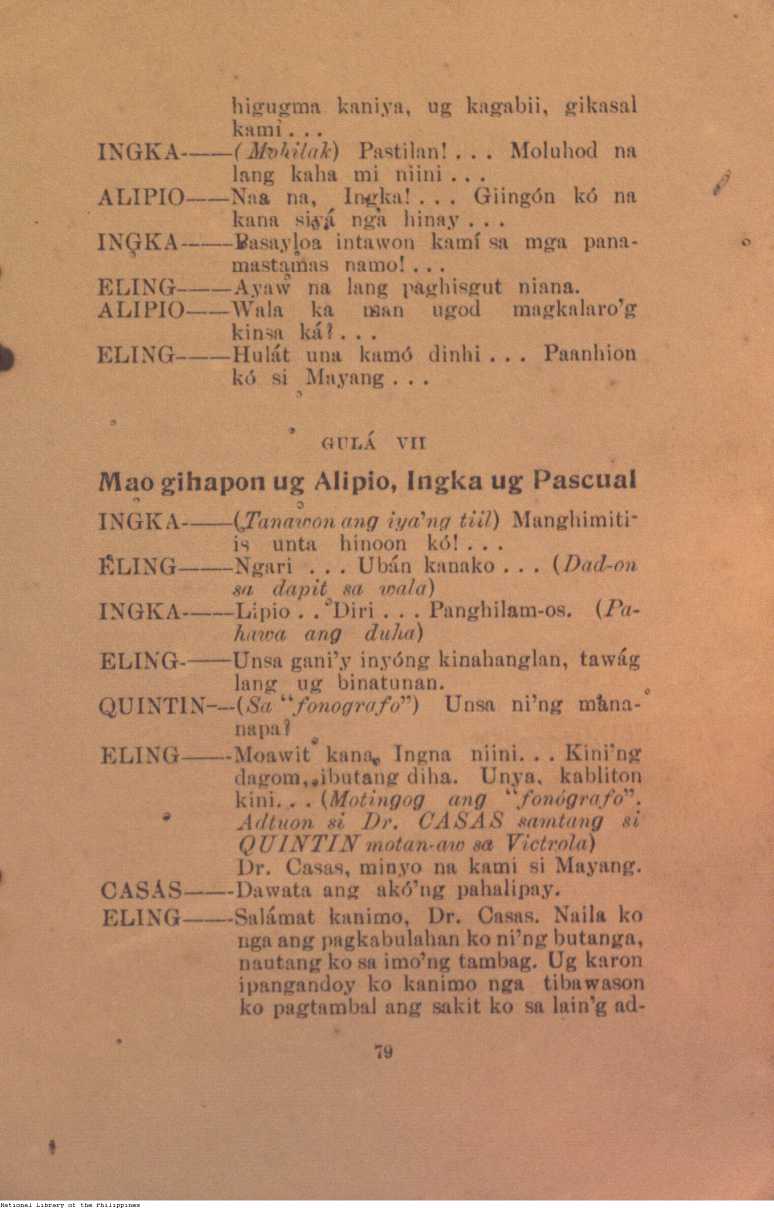 higugma kaniya, ug kagabii, gikasal
kami . . .
INGKA-——(Mohilak) Pastilan! . . . Moluhod na
lang kaha mi niini . . .
ALIPIO——Naa na, Ingka! . . . Giingón kó na
kana siyá nga hinay . . .
INGKA-——Pasayloa intawon kamí sa mga pana-
mastamas namo! . . .
ELING-——Ayaw na lang paghisgut niana.
ALIPIO——Wala ka man ugod magkalaro'g
kinsa ká? . . .
ELING-——Hulát una kamó dinhi . . . Paanhion
kó si Mayang . . .
GULÁ VII
Mao gihapon ug Alipio, Ingka ug Pascual
INGKA-——(Tanawon ang iya'ng tiil) Manghimiti-
is unta hinoon kó! . . .
ELING-——Ngari . . . Ubán kanako . . . (Dad-on
sa dapit sa wala)
INGKA-——Lipio . . Diri . . . Panghilam-os. (Pa-
hawa ang duha)
ELING-——Unsa gani'y inyóng kinahanglan, tawág
lang ug binatunan.
QUINTIN-—(Sa "fonografo") Unsa ni'ng mana-
napa?
ELING——-Moawit kana. Ingna niini. . . Kini'ng
dagom, ibutang diha. Unya, kabliton
kini. . . (Motingog ang "fonógrafo".
Adtuon si Dr. CASAS samtang si
QUINTIN motan-aw sa Victrola)
Dr. Casas, minyo na kami si Mayang.
CASÁS——-Dawata ang akó'ng pahalipay.
ELING——-Salámat kanimo, Dr. Casas. Naila ko
nga ang pagkabulahan ko ni'ng butanga,
nautang ko sa imo'ng tambag. Ug karon
ipangandoy ko kanimo nga tibawason
ko pagtambal ang sakit ko sa lain'g ad-
79
National Library of the Philippines